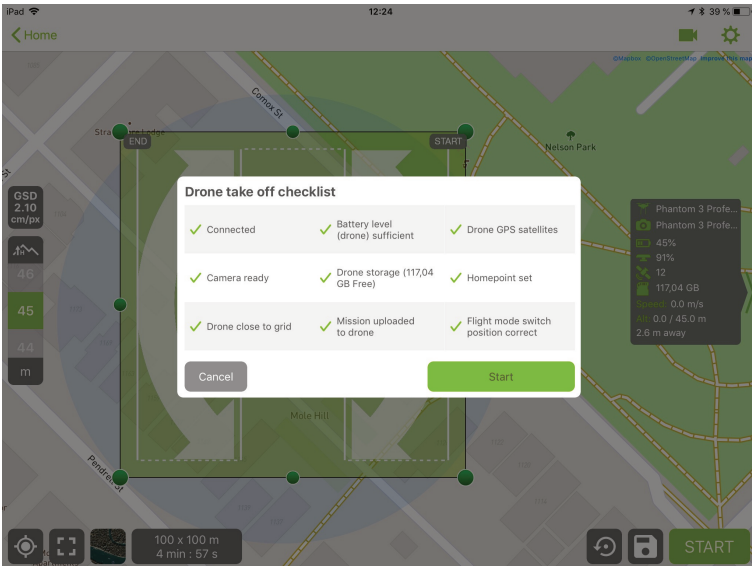 iPad
12:24
39 %
Home
©Mapbox ©OpenStreetMap Improve this map
Comox St
END
START
Nelson Park
GSD
2.10
cm/px
46
45
44
m
Drone take off checklist
Connected
Battery level
(drone) sufficient
Drone GPS satellites
Camera ready
Drone storage (117,04
GB Free)
Homepoint set
Drone close to grid
Mission uploaded
to drone
Flight mode switch
position correct
Cancel
Start
Phantom 3 Profe...
Phantom 3 Profe...
45%
91%
12
117,04 GB
Speed: 0.0 m/s
Alt: 0.0 / 45.0 m
2.6 m away
Mole Hill
100 x 100 m
4 min : 57 s
START